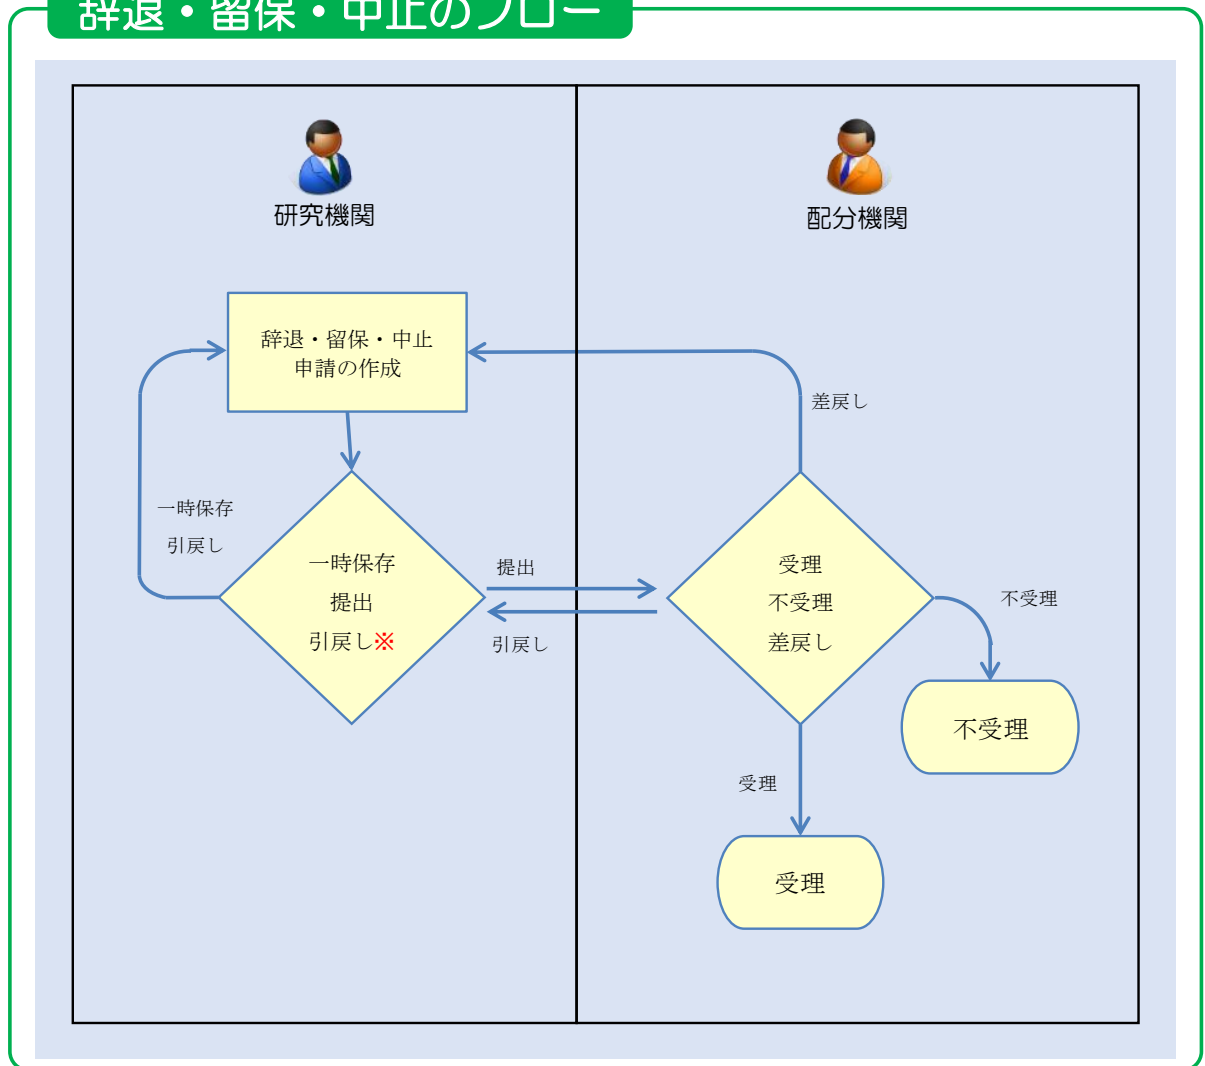 辞退・留保・中止のフロー
研究機関
配分機関
辞退・留保・中止
申請の作成
差戻し
一時保存
引戻し
一時保存
提出
引戻し※
提出
引戻し
受理
不受理
差戻し
不受理
不受理
受理
受理